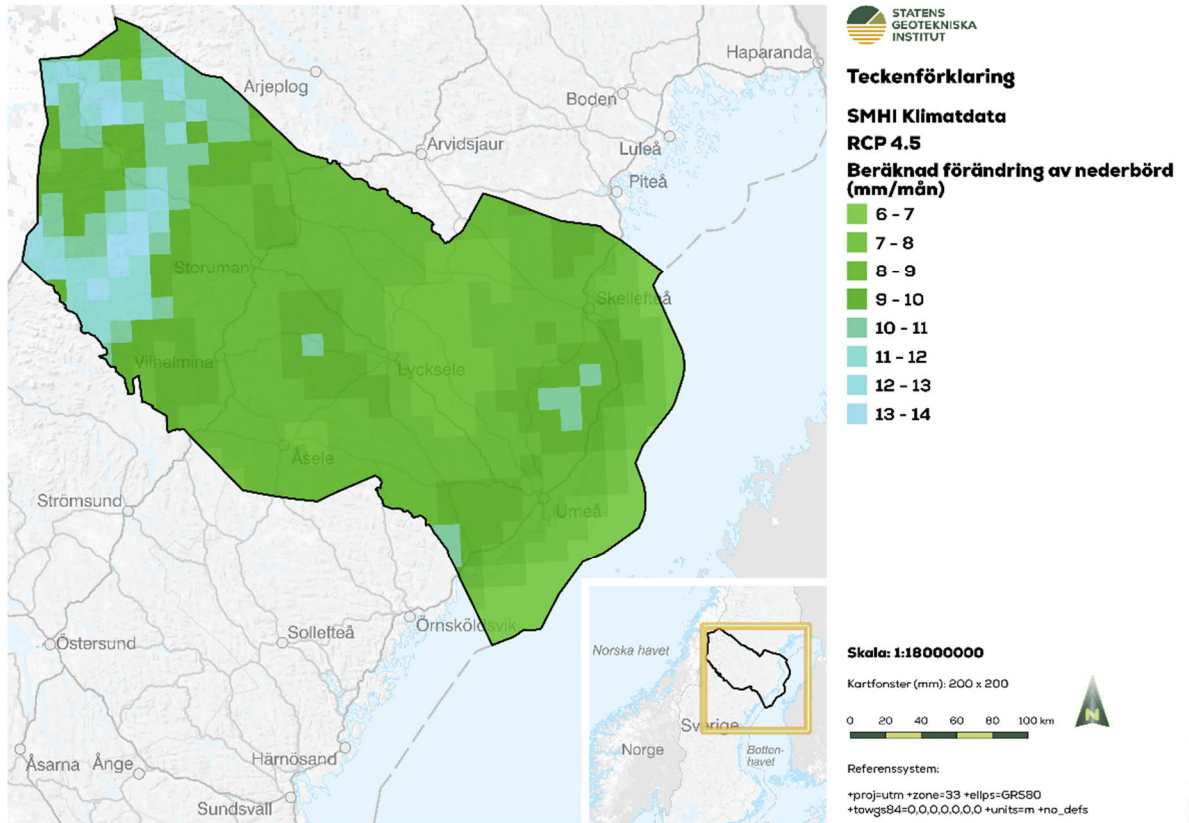 Haparanda
Arjeplog
Boden
Arvidsjaur
Luleå
Piteå
Storuman
Skellefteå
Vilhelmina
Lycksele
Åsele
Strömsund
Umeå
Örnsköldsvik
Sollefteå
Östersund
Åsarna
Ånge
Härnösand
Sundsvall
Norska havet
Sverige
Norge
Botten-
havet
STATENS
GEOTEKNISKA
INSTITUT
Teckenförklaring
SMHI Klimatdata
RCP 4.5
Beräknad förändring av nederbörd
(mm/mån)
6 - 7
7 - 8
8 - 9
9 - 10
10 - 11
11 - 12
12 - 13
13 - 14
Skala: 1:18000000
Kartfonster (mm): 200 x 200
0 20 40 60 80 100 km
N
Referenssystem:
+proj=utm +zone=33 +ellps=GRS80
+towgs84=0,0,0,0,0,0,0 +units=m +no_defs